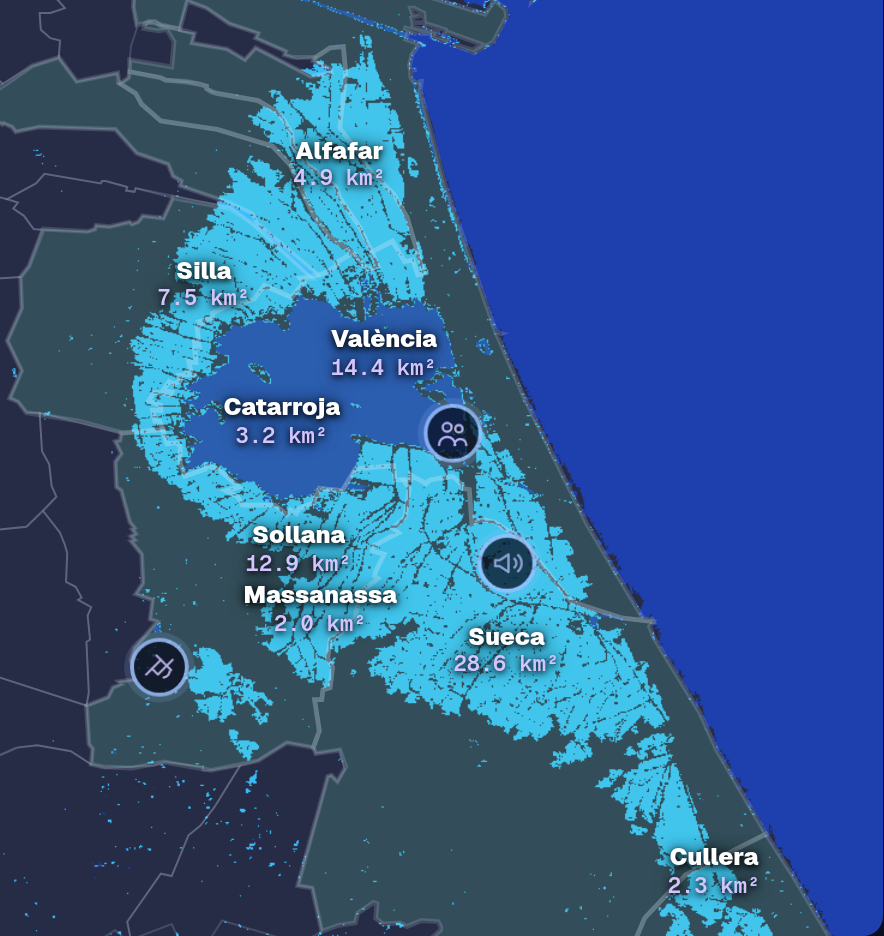 Alfafar
4.9 km²
Silla
7.5 km²
València
14.4 km²
Catarroja
3.2 km²
Sollana
12.9 km²
Massanassa
2.0 km²
Sueca
28.6 km²
Cullera
2.3 km²